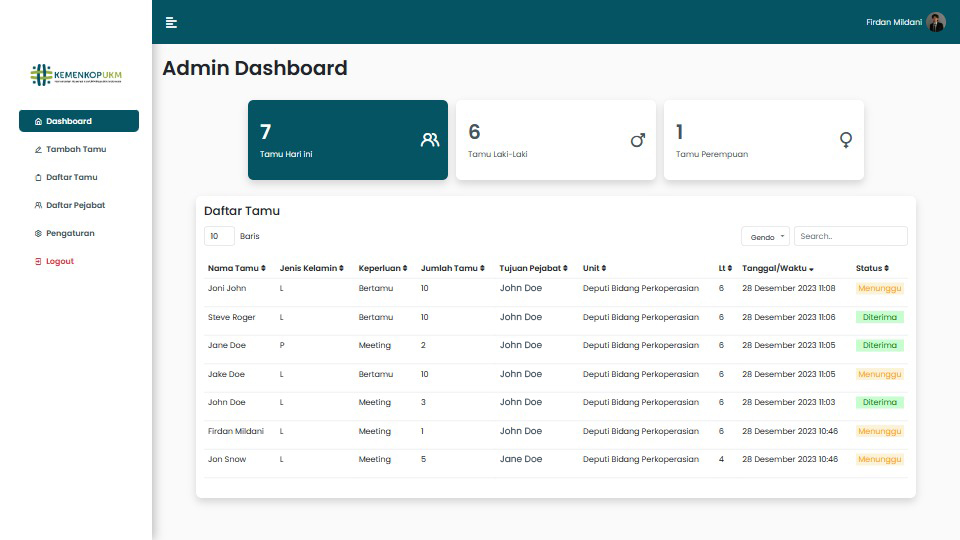 Firdan Mildani
KEMENKOPUKM
Dashboard
Tambah Tamu
Daftar Tamu
Daftar Pejabat
Pengaturan
Logout
Admin Dashboard
7
Tamu Hari ini
6
Tamu Laki-Laki
1
Tamu Perempuan
Daftar Tamu
10 Baris Gendo Search..
Nama Tamu Jenis Kelamin Keperluan Jumlah Tamu Tujuan Pejabat Unit Lt Tanggal/Waktu Status
Joni John L Bertamu 10 John Doe Deputi Bidang Perkoperasian 6 28 Desember 2023 11:08 Menunggu
Steve Roger L Bertamu 10 John Doe Deputi Bidang Perkoperasian 6 28 Desember 2023 11:06 Diterima
Jane Doe P Meeting 2 John Doe Deputi Bidang Perkoperasian 6 28 Desember 2023 11:05 Diterima
Jake Doe L Bertamu 10 John Doe Deputi Bidang Perkoperasian 6 28 Desember 2023 11:05 Menunggu
John Doe L Meeting 3 John Doe Deputi Bidang Perkoperasian 6 28 Desember 2023 11:03 Diterima
Firdan Mildani L Meeting 1 John Doe Deputi Bidang Perkoperasian 6 28 Desember 2023 10:46 Menunggu
Jon Snow L Meeting 5 Jane Doe Deputi Bidang Perkoperasian 4 28 Desember 2023 10:46 Menunggu